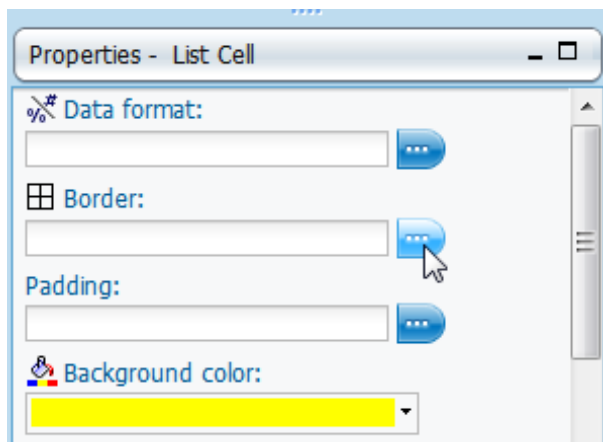 Properties - List Cell
Data format:
Border:
Padding:
Background color: